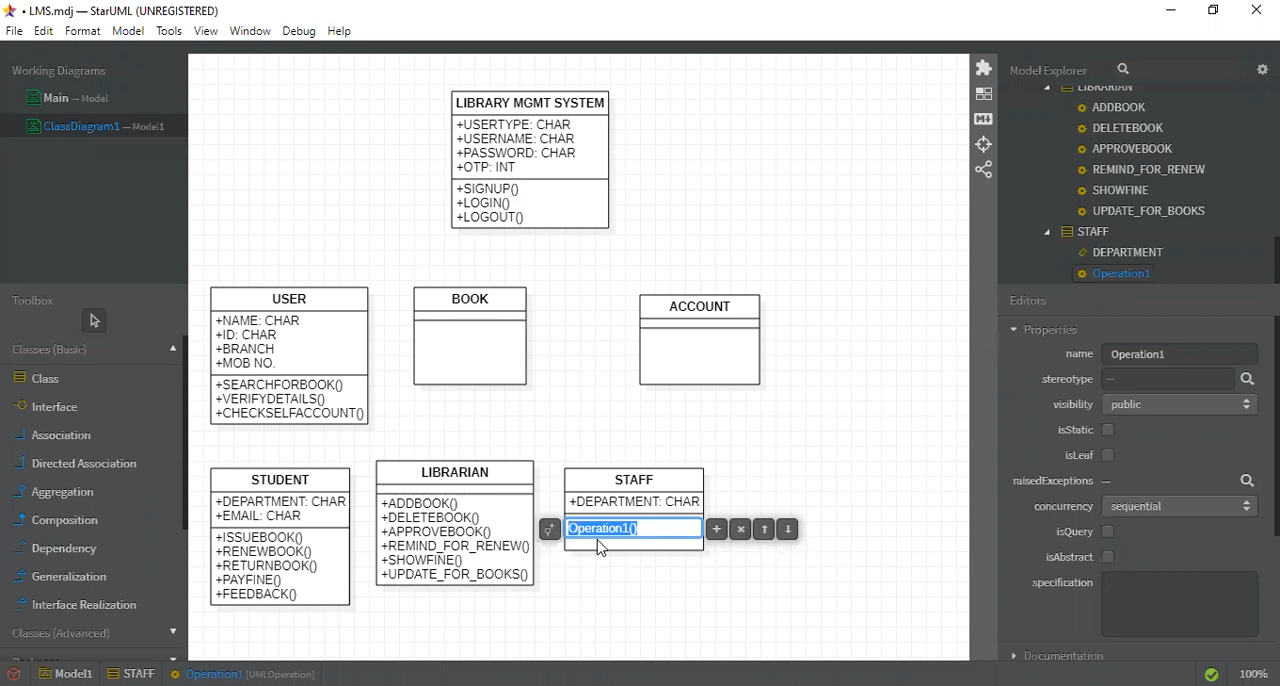 • LMS.mdj — StarUML (UNREGISTERED)
File Edit Format Model Tools View Window Debug Help
Working Diagrams
Main — Model
ClassDiagram1 — Model1
Toolbox
Classes (Basic)
Class
Interface
Association
Directed Association
Aggregation
Composition
Dependency
Generalization
Interface Realization
Classes (Advanced)
LIBRARY MGMT SYSTEM
+USERTYPE: CHAR
+USERNAME: CHAR
+PASSWORD: CHAR
+OTP: INT
+SIGNUP()
+LOGIN()
+LOGOUT()
USER
+NAME: CHAR
+ID: CHAR
+BRANCH
+MOB NO.
+SEARCHFORBOOK()
+VERIFYDETAILS()
+CHECKSELFACCOUNT()
BOOK
ACCOUNT
STUDENT
+DEPARTMENT: CHAR
+EMAIL: CHAR
+ISSUEBOOK()
+RENEWBOOK()
+RETURNBOOK()
+PAYFINE()
+FEEDBACK()
LIBRARIAN
+ADDBOOK()
+DELETEBOOK()
+APPROVEBOOK()
+REMIND_FOR_RENEW()
+SHOWFINE()
+UPDATE_FOR_BOOKS()
STAFF
+DEPARTMENT: CHAR
Operation1()
Model Explorer
LIBRARIAN
ADDBOOK
DELETEBOOK
APPROVEBOOK
REMIND_FOR_RENEW
SHOWFINE
UPDATE_FOR_BOOKS
STAFF
DEPARTMENT
Operation1
Editors
Properties
name Operation1
stereotype —
visibility public
isStatic
isLeaf
raisedExceptions —
concurrency sequential
isQuery
isAbstract
specification
Documentation
Model1 STAFF Operation1 [UMLOperation] 100%